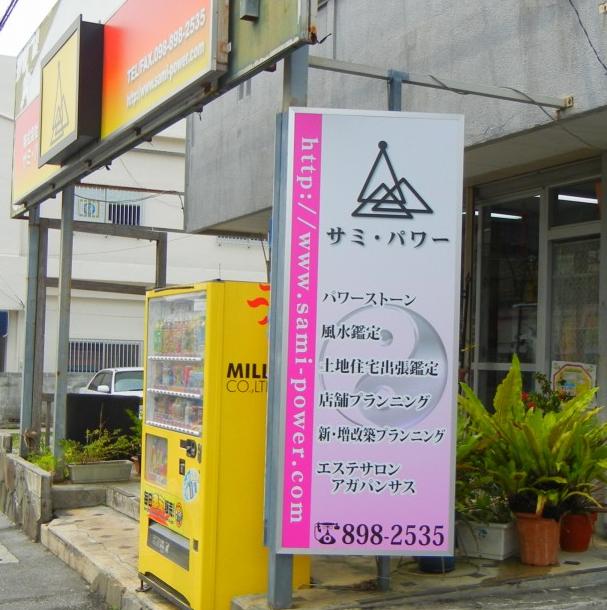 TEL/FAX.098-898-2535
http//www.sami-power.com
http://www.sami-power.com
サミ・パワー
パワーストーン
風水鑑定
土地住宅出張鑑定
店舗プランニング
新・増改築プランニング
エステサロン
アガパンサス
☎898-2535
MILL
CO.,LT